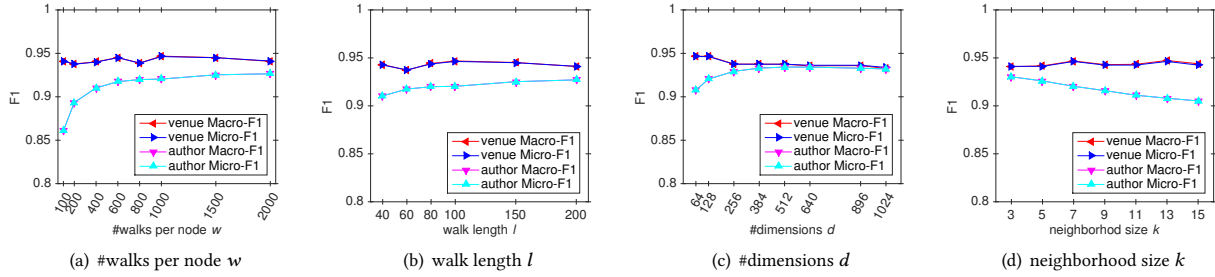 1
0.95
0.9
0.85
0.8
F1
venue Macro-F1
venue Micro-F1
author Macro-F1
author Micro-F1
100
200
400
600
800
1000
1500
2000
#walks per node w
(a) #walks per node w
1
0.95
0.9
0.85
0.8
F1
venue Macro-F1
venue Micro-F1
author Macro-F1
author Micro-F1
40
60
80
100
150
200
walk length l
(b) walk length l
1
0.95
0.9
0.85
0.8
F1
venue Macro-F1
venue Micro-F1
author Macro-F1
author Micro-F1
64
128
256
384
512
640
896
1024
#dimensions d
(c) #dimensions d
1
0.95
0.9
0.85
0.8
F1
venue Macro-F1
venue Micro-F1
author Macro-F1
author Micro-F1
3
5
7
9
11
13
15
neighborhod size k
(d) neighborhood size k